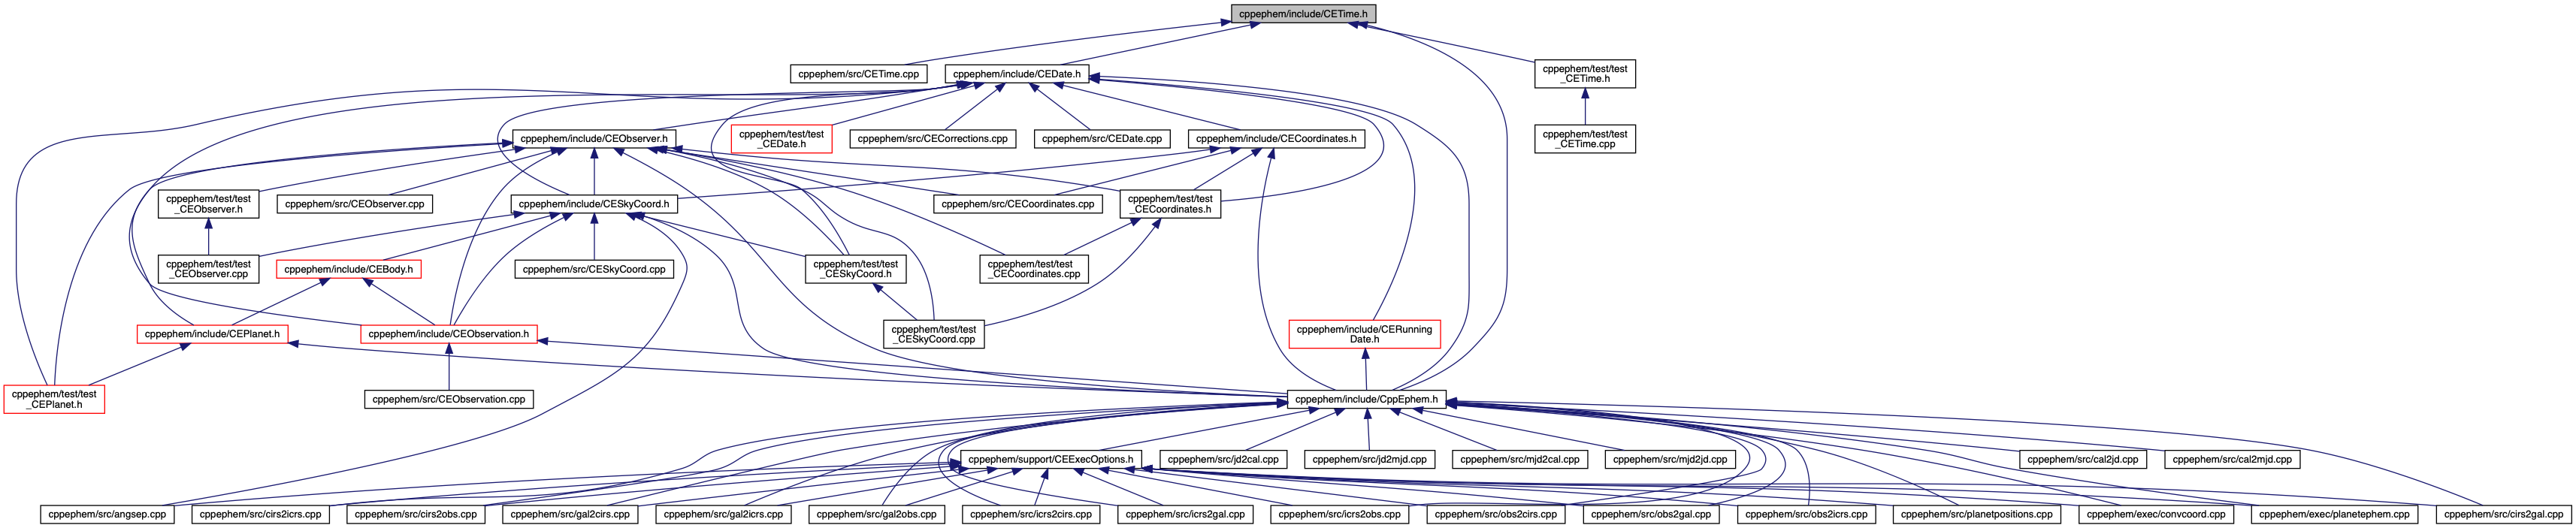 cppephem/include/CETime.h
cppephem/src/CETime.cpp
cppephem/include/CEDate.h
cppephem/test/test
_CETime.h
cppephem/include/CEObserver.h
cppephem/test/test
_CEDate.h
cppephem/src/CECorrections.cpp
cppephem/src/CEDate.cpp
cppephem/include/CECoordinates.h
cppephem/test/test
_CETime.cpp
cppephem/test/test
_CEObserver.h
cppephem/src/CEObserver.cpp
cppephem/include/CESkyCoord.h
cppephem/src/CECoordinates.cpp
cppephem/test/test
_CECoordinates.h
cppephem/test/test
_CEObserver.cpp
cppephem/include/CEBody.h
cppephem/src/CESkyCoord.cpp
cppephem/test/test
_CESkyCoord.h
cppephem/test/test
_CECoordinates.cpp
cppephem/include/CEPlanet.h
cppephem/include/CEObservation.h
cppephem/test/test
_CESkyCoord.cpp
cppephem/include/CERunning
Date.h
cppephem/test/test
_CEPlanet.h
cppephem/src/CEObservation.cpp
cppephem/include/CppEphem.h
cppephem/support/CEExecOptions.h
cppephem/src/jd2cal.cpp
cppephem/src/jd2mjd.cpp
cppephem/src/mjd2cal.cpp
cppephem/src/mjd2jd.cpp
cppephem/src/cal2jd.cpp
cppephem/src/cal2mjd.cpp
cppephem/src/angsep.cpp
cppephem/src/cirs2icrs.cpp
cppephem/src/cirs2obs.cpp
cppephem/src/gal2cirs.cpp
cppephem/src/gal2icrs.cpp
cppephem/src/gal2obs.cpp
cppephem/src/icrs2cirs.cpp
cppephem/src/icrs2gal.cpp
cppephem/src/icrs2obs.cpp
cppephem/src/obs2cirs.cpp
cppephem/src/obs2gal.cpp
cppephem/src/obs2icrs.cpp
cppephem/src/planetpositions.cpp
cppephem/exec/convcoord.cpp
cppephem/exec/planetephem.cpp
cppephem/src/cirs2gal.cpp